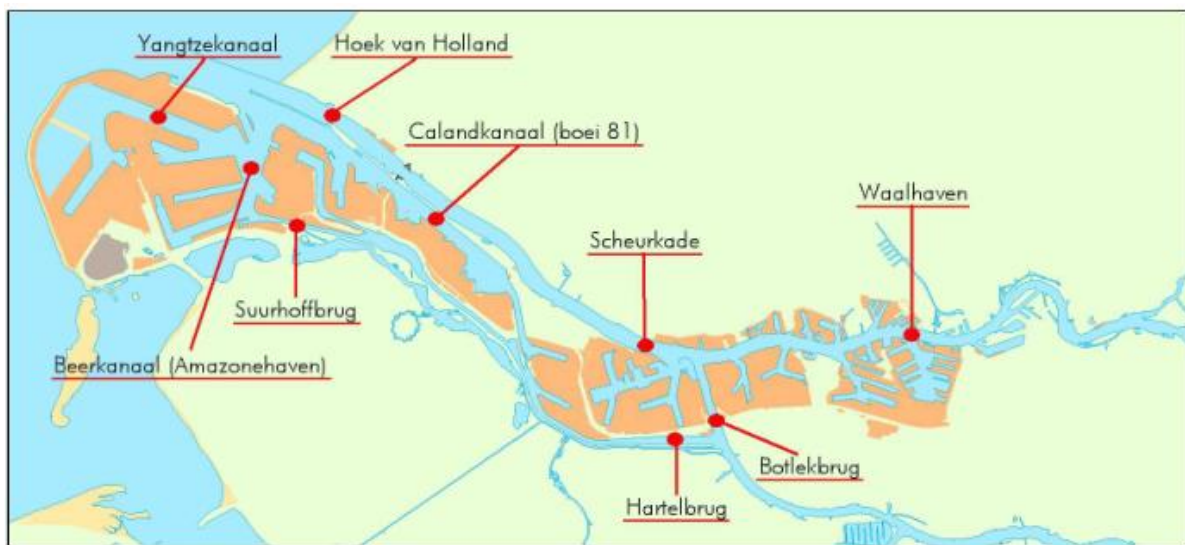 Yangtzekanaal
Hoek van Holland
Calandkanaal (boei 81)
Waalhaven
Scheurkade
Suurhoffbrug
Beerkanaal (Amazonehaven)
Botlekbrug
Hartelbrug